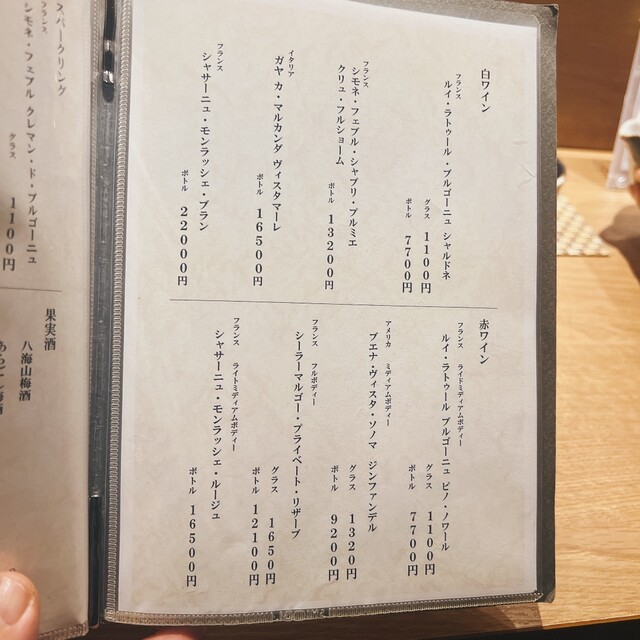 白ワイン
フランス
ルイ・ラトゥール・ブルゴーニュ シャルドネ
グラス 1100円
ボトル 7700円
フランス
シモネ・フェブル・シャブリ・プルミエ
クリュ・フルショーム
ボトル 13200円
イタリア
ガヤ カ・マルカンダ ヴィスタマーレ
ボトル 16500円
フランス
シャサーニュ・モンラッシェ・ブラン
ボトル 22000円
赤ワイン
フランス ライトミディアムボディー
ルイ・ラトゥール ブルゴーニュ ピノ・ノワール
グラス 1100円
ボトル 7700円
アメリカ ミディアムボディー
ブエナ・ヴィスタ・ソノマ ジンファンデル
グラス 1320円
ボトル 9200円
フランス フルボディー
シーラーマルゴー・プライベート・リザーブ
グラス 1650円
ボトル 12100円
フランス ライトミディアムボディー
シャサーニュ・モンラッシェ・ルージュ
ボトル 16500円
スパークリング
シモネ・フェブル クレマン・ド・ブルゴーニュ
グラス 1100円
果実酒
八海山梅酒
あらごし梅酒